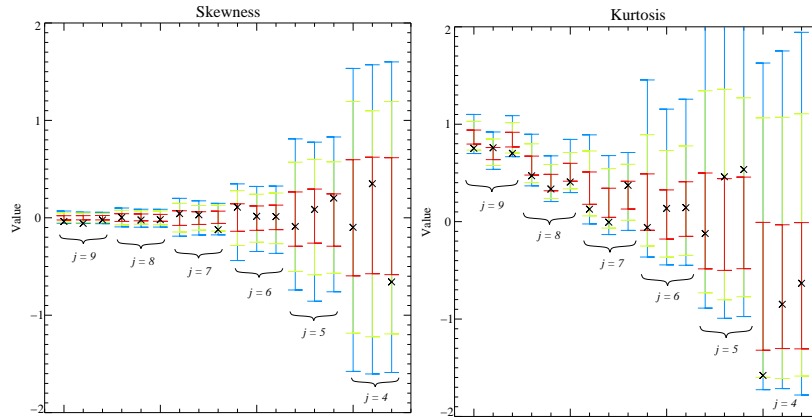 Skewness
2
1
0
−1
−2
Value
j = 9
j = 8
j = 7
j = 6
j = 5
j = 4
Kurtosis
2
1
0
−1
−2
Value
j = 9
j = 8
j = 7
j = 6
j = 5
j = 4